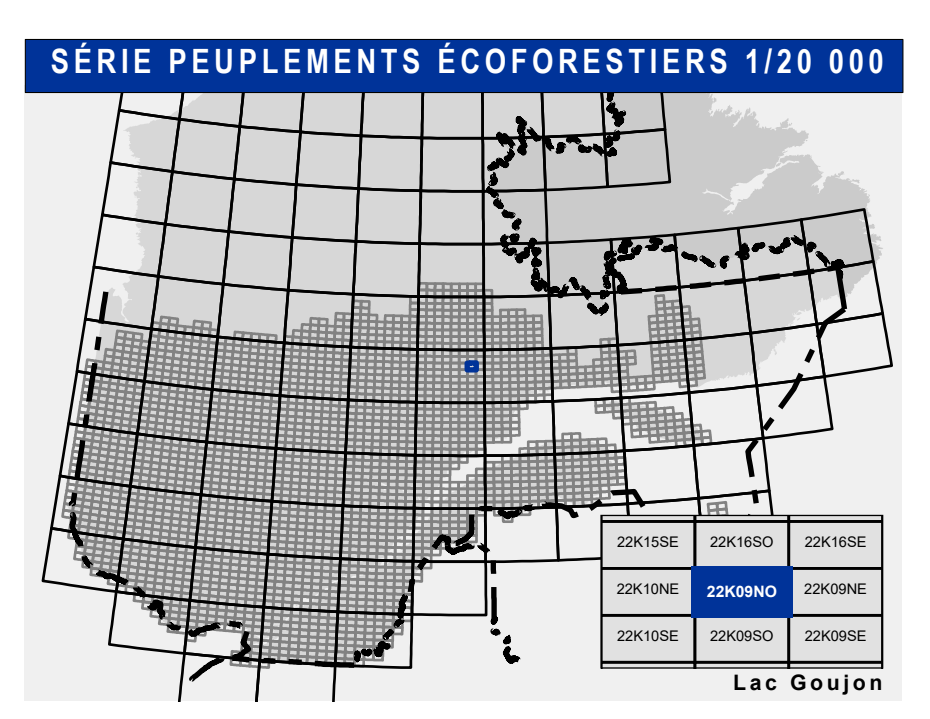 SÉRIE PEUPLEMENTS ÉCOFORESTIERS 1/20 000
22K15SE 22K16SO 22K16SE
22K10NE 22K09NO 22K09NE
22K10SE 22K09SO 22K09SE
Lac Goujon